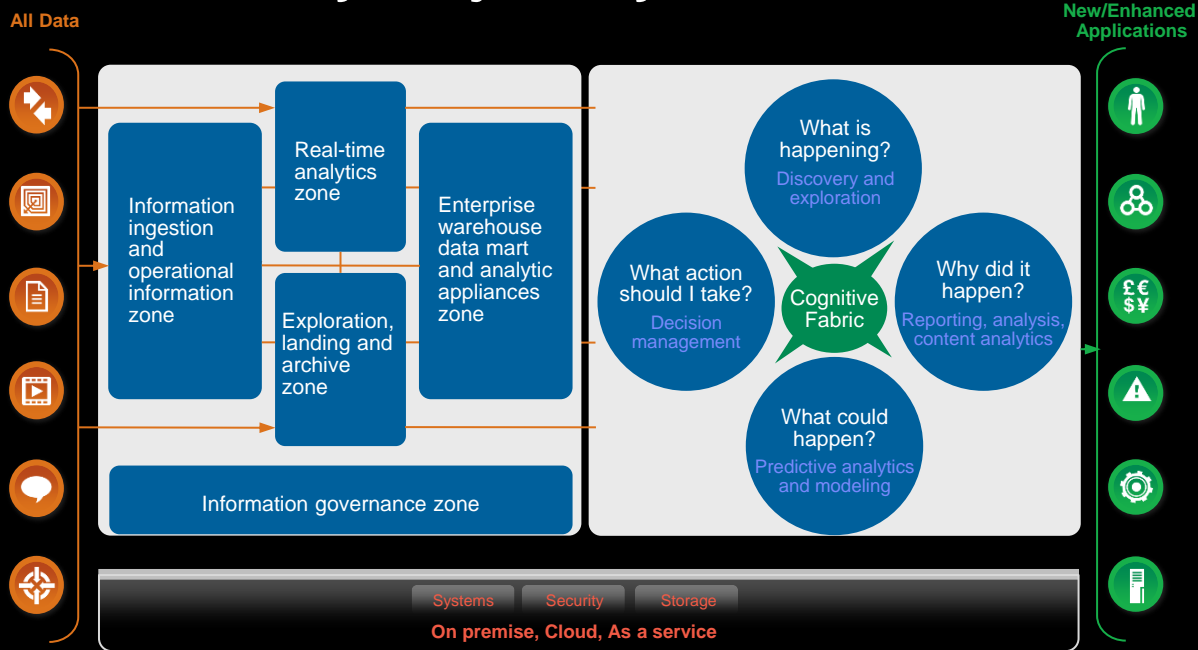 All Data
New/Enhanced
Applications
Information
ingestion
and
operational
information
zone
Real-time
analytics
zone
Exploration,
landing and
archive
zone
Enterprise
warehouse
data mart
and analytic
appliances
zone
Information governance zone
What is
happening?
Discovery and
exploration
What action
should I take?
Decision
management
Cognitive
Fabric
Why did it
happen?
Reporting, analysis,
content analytics
What could
happen?
Predictive analytics
and modeling
£€
$¥
Systems
Security
Storage
On premise, Cloud, As a service